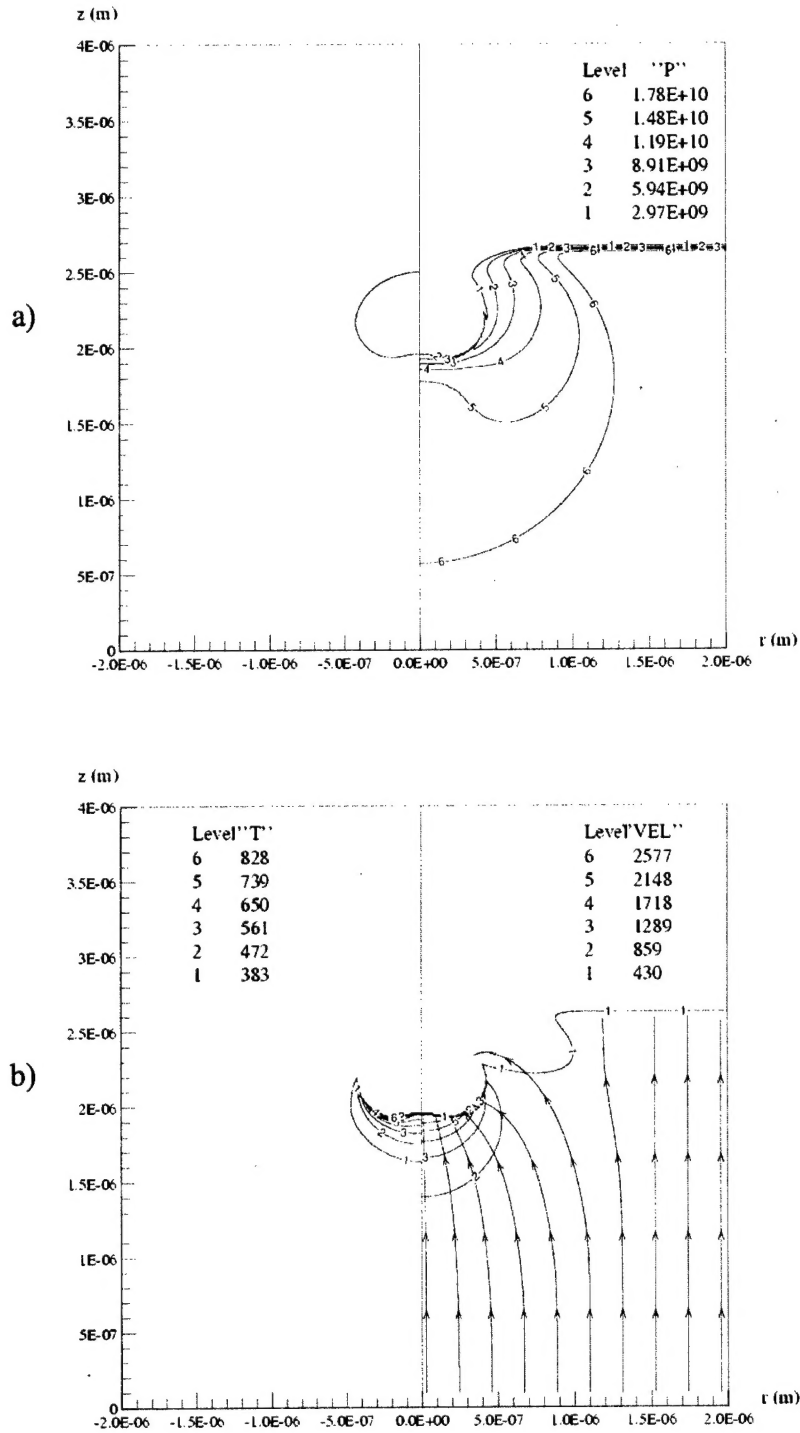 z (m)
4E-06
3.5E-06
3E-06
2.5E-06
2E-06
1.5E-06
1E-06
5E-07
0
Level "P"
6 1.78E+10
5 1.48E+10
4 1.19E+10
3 8.91E+09
2 5.94E+09
1 2.97E+09
a)
-2.0E-06 -1.5E-06 -1.0E-06 -5.0E-07 0.0E+00 5.0E-07 1.0E-06 1.5E-06 2.0E-06
r (m)
z (m)
4E-06
3.5E-06
3E-06
2.5E-06
2E-06
1.5E-06
1E-06
5E-07
0
Level"T"
6 828
5 739
4 650
3 561
2 472
1 383
Level"VEL"
6 2577
5 2148
4 1718
3 1289
2 859
1 430
b)
-2.0E-06 -1.5E-06 -1.0E-06 -5.0E-07 0.0E+00 5.0E-07 1.0E-06 1.5E-06 2.0E-06
r (m)